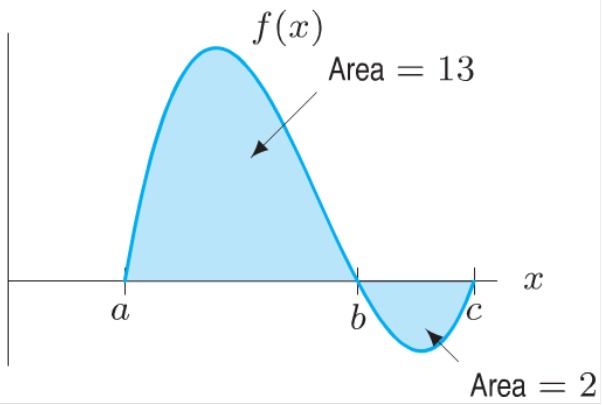 f(x)
Area = 13
x
a
b
c
Area = 2